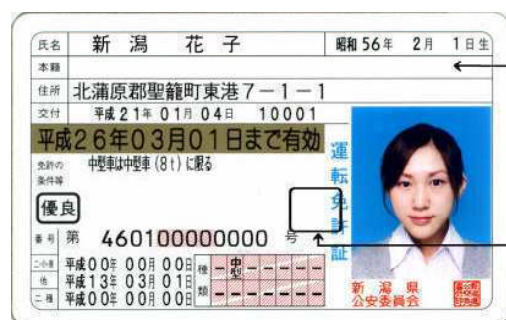 氏名 新潟 花子 昭和56年 2月 1日生
本籍
住所 北蒲原郡聖籠町東港7-1-1
交付 平成21年01月04日 10001
平成26年03月01日まで有効
免許の条件等 中型車は中型車(8t)に限る
優良
番号 第 460100000000 号
二・小・原 平成00年00月00日
他 平成13年03月01日
二種 平成00年00月00日
種類 - 中型 - - - - -
- - - - - - -
運転免許証
新潟県
公安委員会